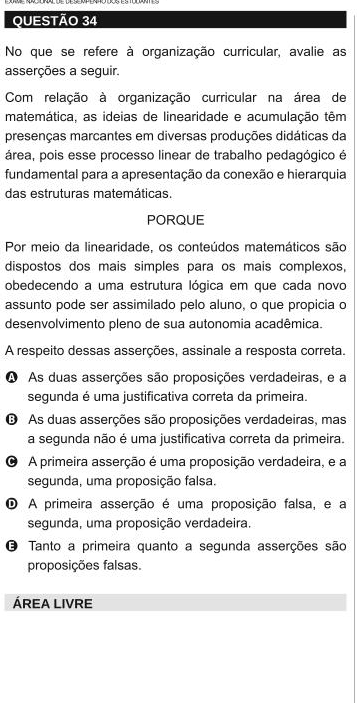 EXAME NACIONAL DE DESEMPENHO DOS ESTUDANTES
QUESTÃO 34
No que se refere à organização curricular, avalie as
asserções a seguir.
Com relação à organização curricular na área de
matemática, as ideias de linearidade e acumulação têm
presenças marcantes em diversas produções didáticas da
área, pois esse processo linear de trabalho pedagógico é
fundamental para a apresentação da conexão e hierarquia
das estruturas matemáticas.
PORQUE
Por meio da linearidade, os conteúdos matemáticos são
dispostos dos mais simples para os mais complexos,
obedecendo a uma estrutura lógica em que cada novo
assunto pode ser assimilado pelo aluno, o que propicia o
desenvolvimento pleno de sua autonomia acadêmica.
A respeito dessas asserções, assinale a resposta correta.
A As duas asserções são proposições verdadeiras, e a
segunda é uma justificativa correta da primeira.
B As duas asserções são proposições verdadeiras, mas
a segunda não é uma justificativa correta da primeira.
C A primeira asserção é uma proposição verdadeira, e a
segunda, uma proposição falsa.
D A primeira asserção é uma proposição falsa, e a
segunda, uma proposição verdadeira.
E Tanto a primeira quanto a segunda asserções são
proposições falsas.
ÁREA LIVRE